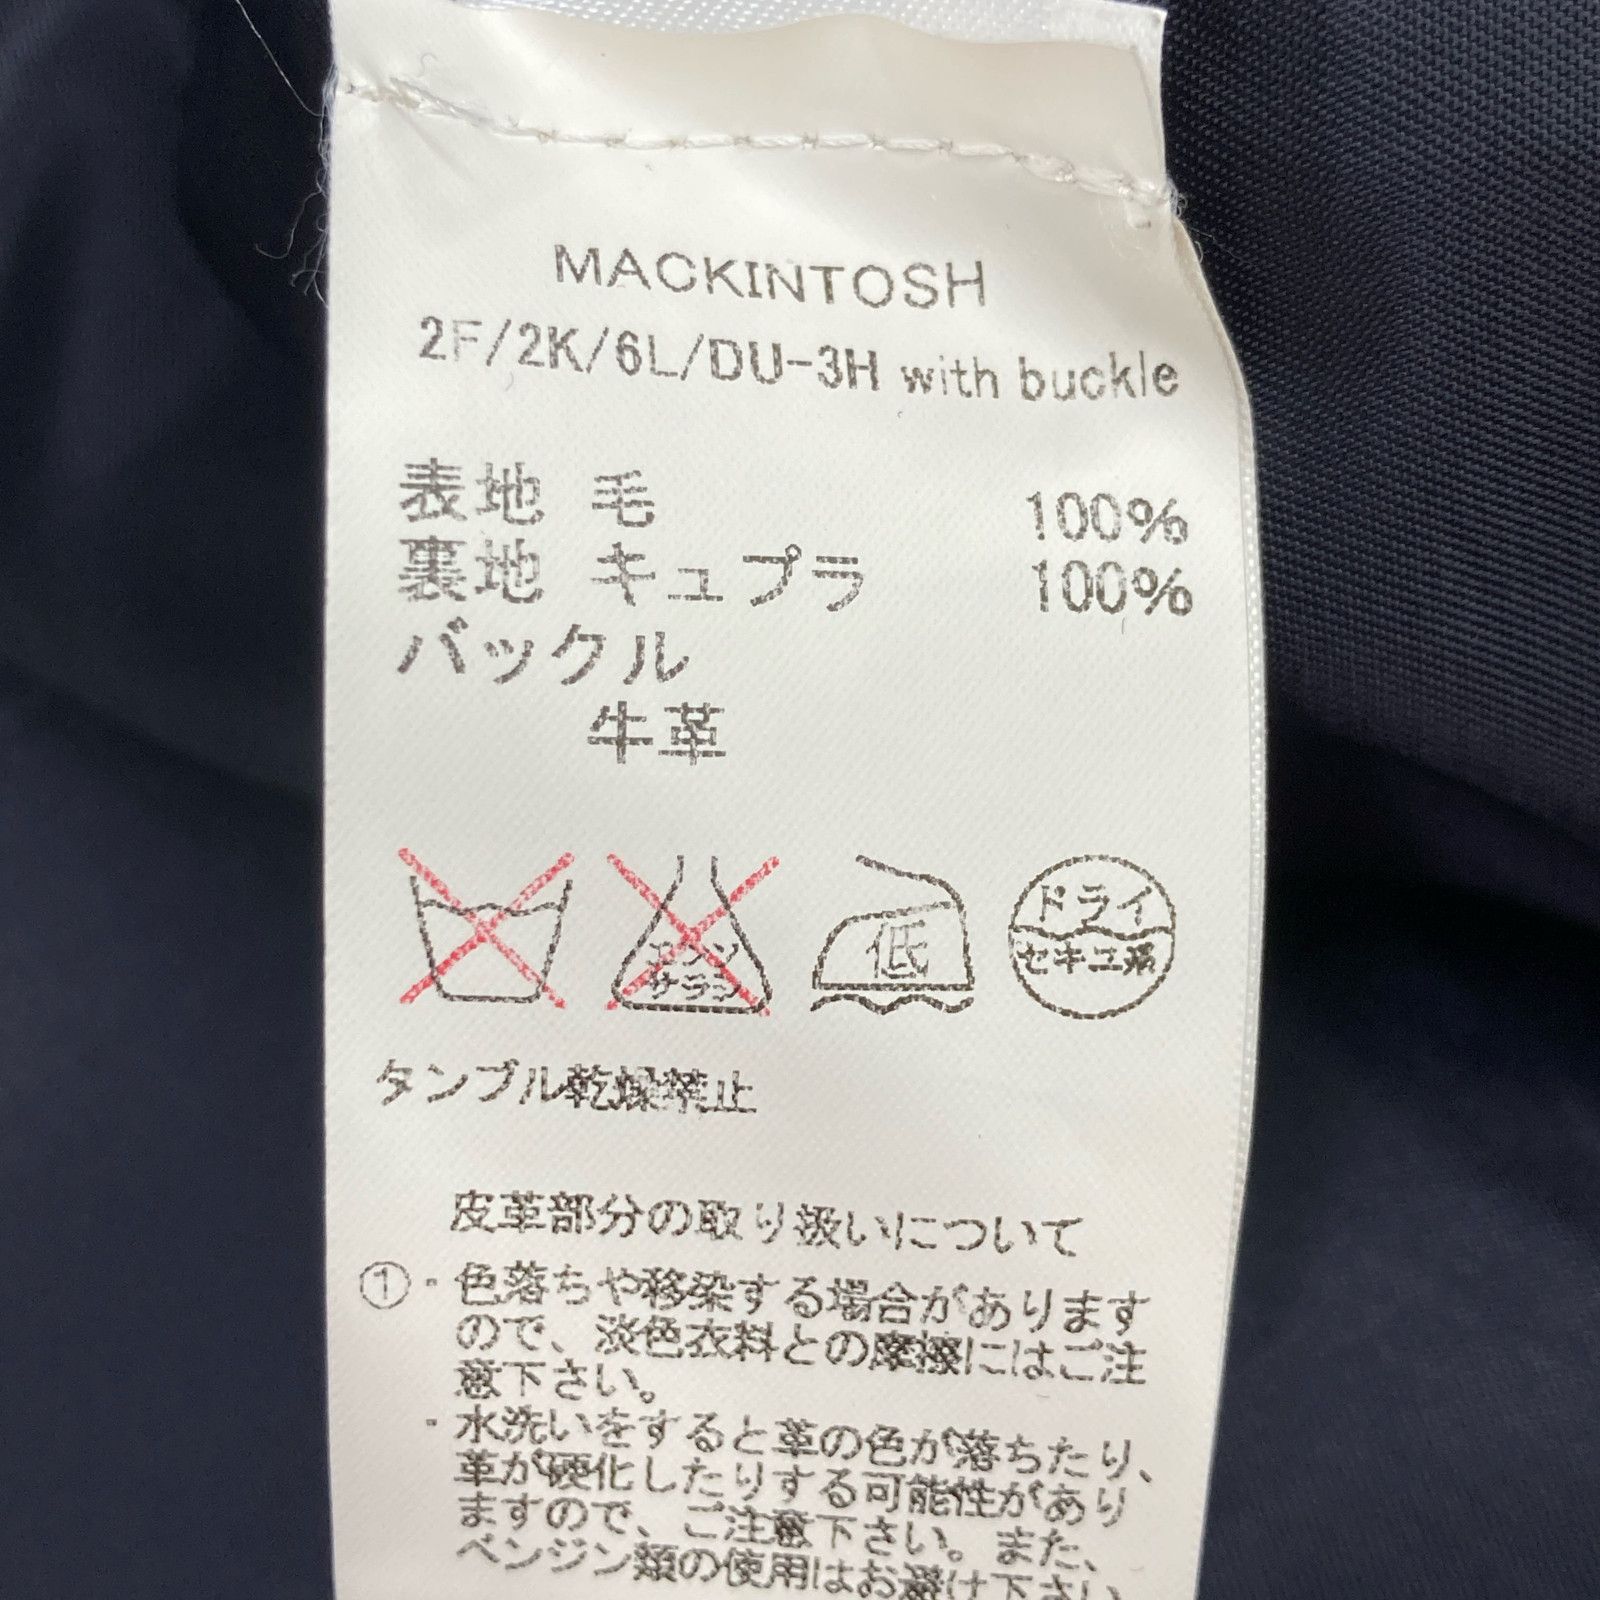 MACKINTOSH
2F/2K/6L/DU-3H with buckle
表地 毛 100%
裏地 キュプラ 100%
バックル
牛革
エンソ
サラシ
低
ドライ
セキユ系
タンブル乾燥禁止
皮革部分の取り扱いについて
①・色落ちや移染する場合があります
ので、淡色衣料との摩擦にはご注
意下さい。
・水洗いをすると革の色が落ちたり、
革が硬化したりする可能性があり
ますので、ご注意下さい。また、
ベンジン類の使用はお避け下さい